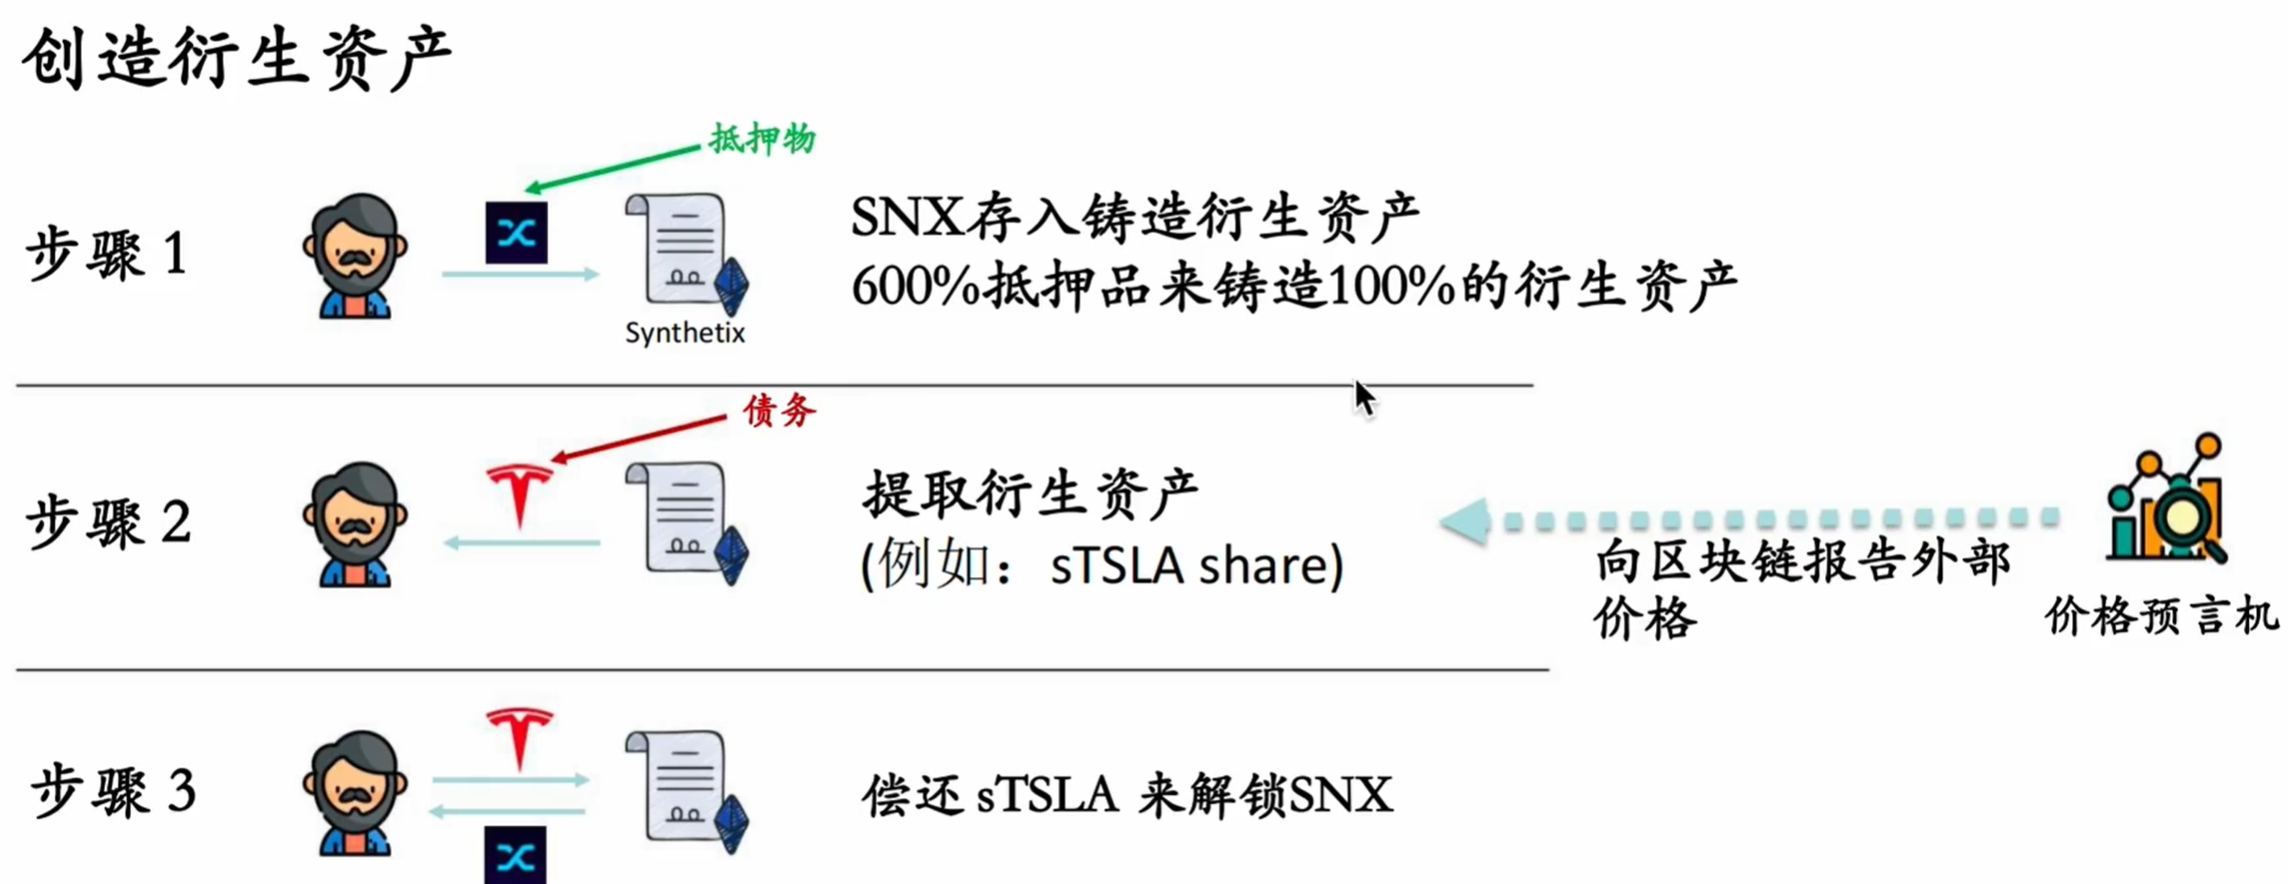 创造衍生资产
抵押物
步骤 1
SNX存入铸造衍生资产
600%抵押品来铸造100%的衍生资产
Synthetix
债务
步骤 2
提取衍生资产
(例如：sTSLA share)
向区块链报告外部
价格
价格预言机
步骤 3
偿还 sTSLA 来解锁SNX